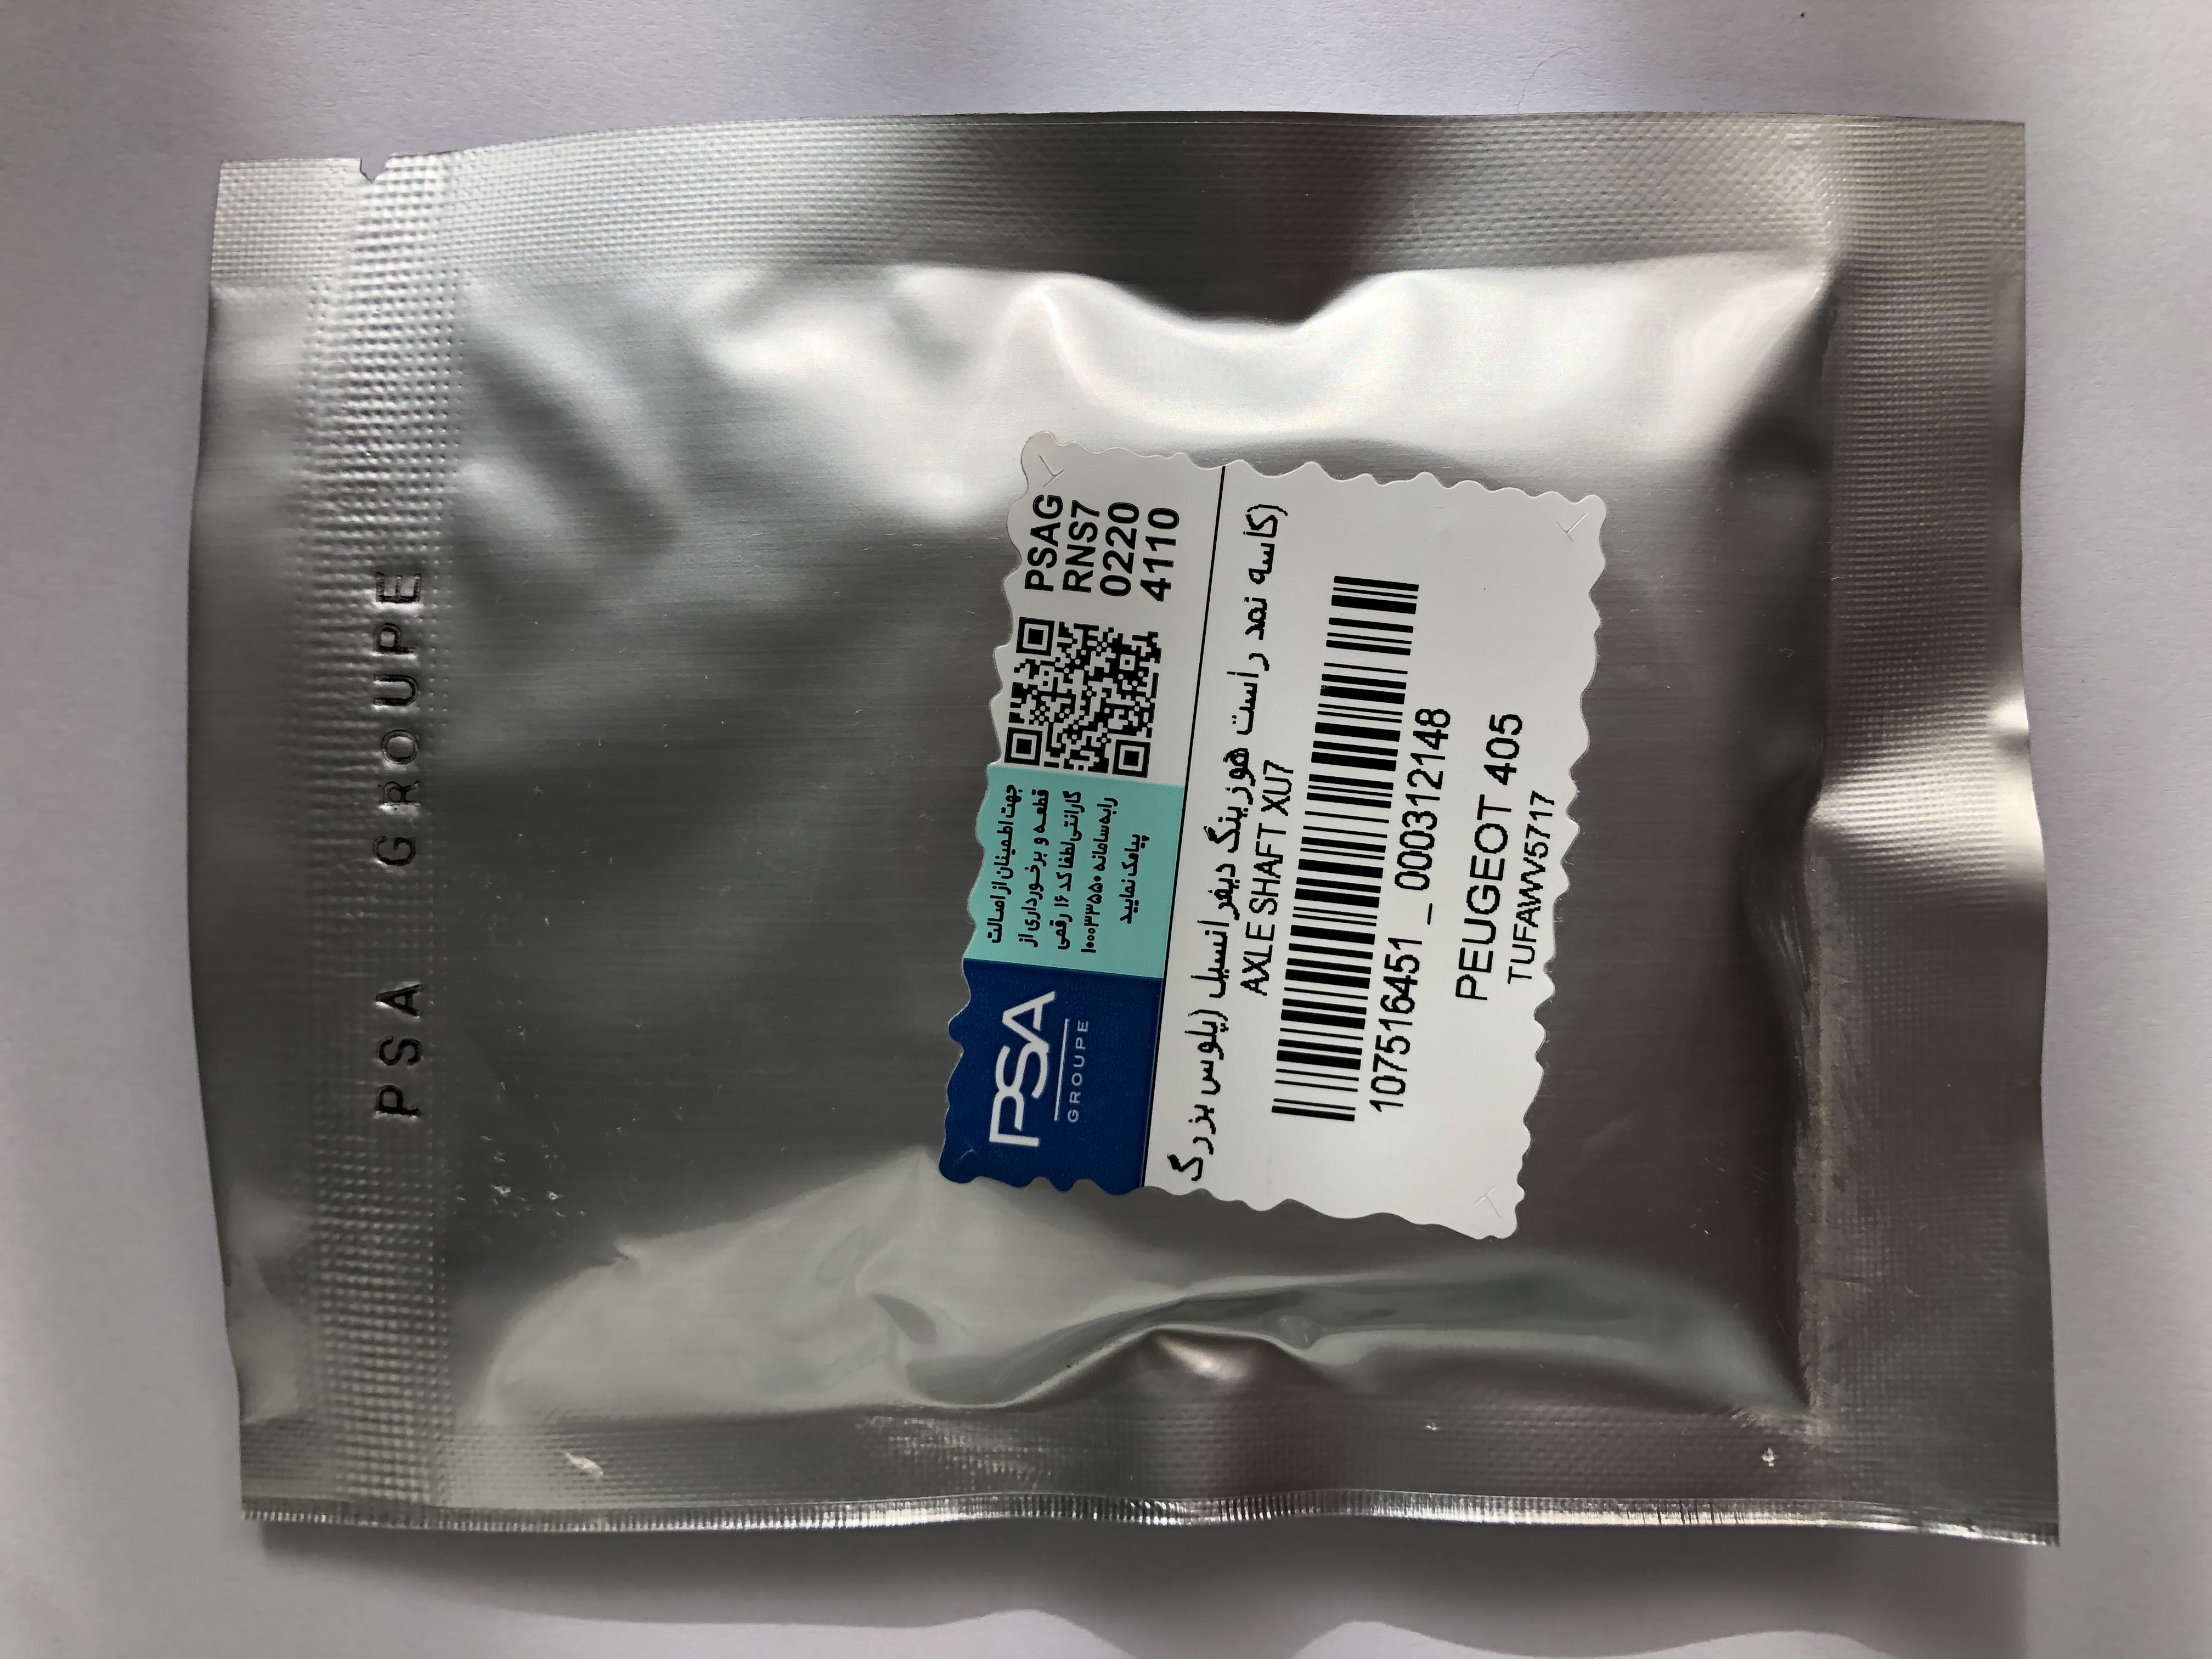 PSA GROUPE
PSA
GROUPE
جهت اطمینان از اصالت
قطعه و برخورداری از
گارانتی لطفا کد ۱۶ رقمی
را به سامانه ۱۰۰۰۳۳۵۵۰
پیامک نمایید
PSAG
RNS7
0220
4110
کاسه نمد راست هوزینگ دیفرانسیل (پلوس بزرگ)
AXLE SHAFT XU7
107516451 _ 000312148
PEUGEOT 405
TUFAWV5717